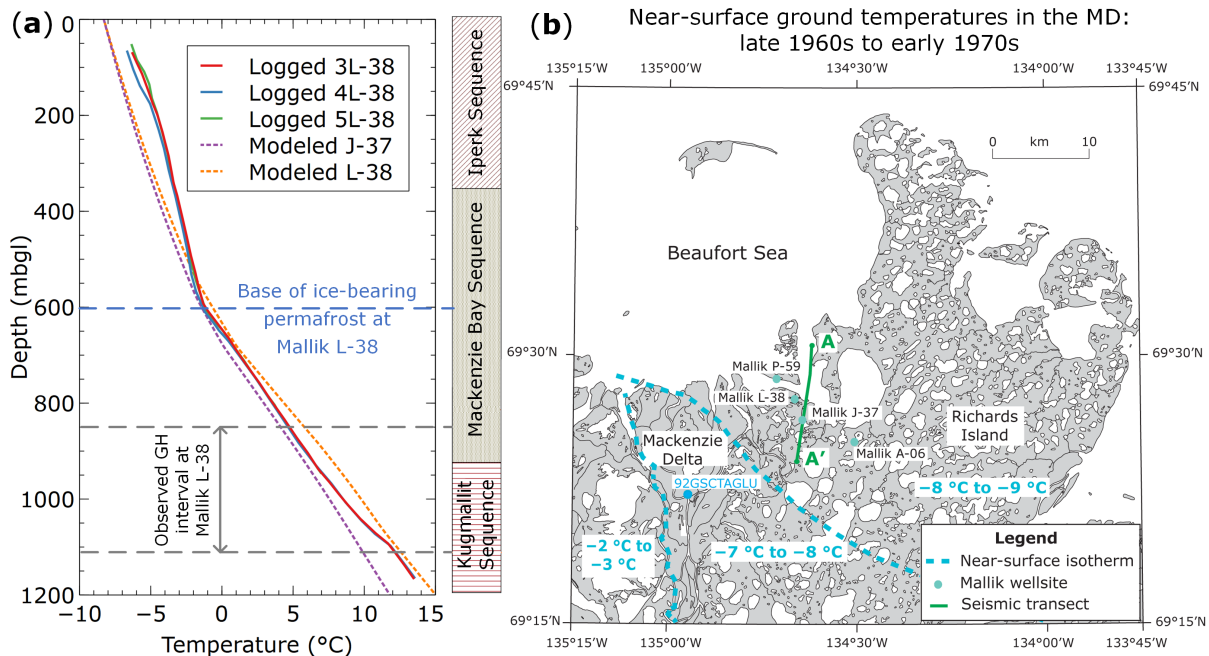 (a)
0
200
400
600
800
1000
1200
Depth (mbgl)
−10
−5
0
5
10
15
Temperature (°C)
Logged 3L-38
Logged 4L-38
Logged 5L-38
Modeled J-37
Modeled L-38
Base of ice-bearing
permafrost at
Mallik L-38
Observed GH
interval at
Mallik L-38
Iperk Sequence
Mackenzie Bay Sequence
Kugmallit
Sequence
(b)
Near-surface ground temperatures in the MD:
late 1960s to early 1970s
135°15′W
135°00′W
134°30′W
134°00′W
133°45′W
69°45′N
69°45′N
0 km 10
Beaufort Sea
69°30′N
69°30′N
A
Mallik P-59
Mallik L-38
Mallik J-37
Richards
Island
Mackenzie
Delta
A’
Mallik A-06
92GSCTAGLU
−8 °C to −9 °C
−2 °C to
−3 °C
−7 °C to −8 °C
Legend
Near-surface isotherm
Mallik wellsite
Seismic transect
69°15′N
69°15′N
135°15′W
135°00′W
134°30′W
134°00′W
133°45′W